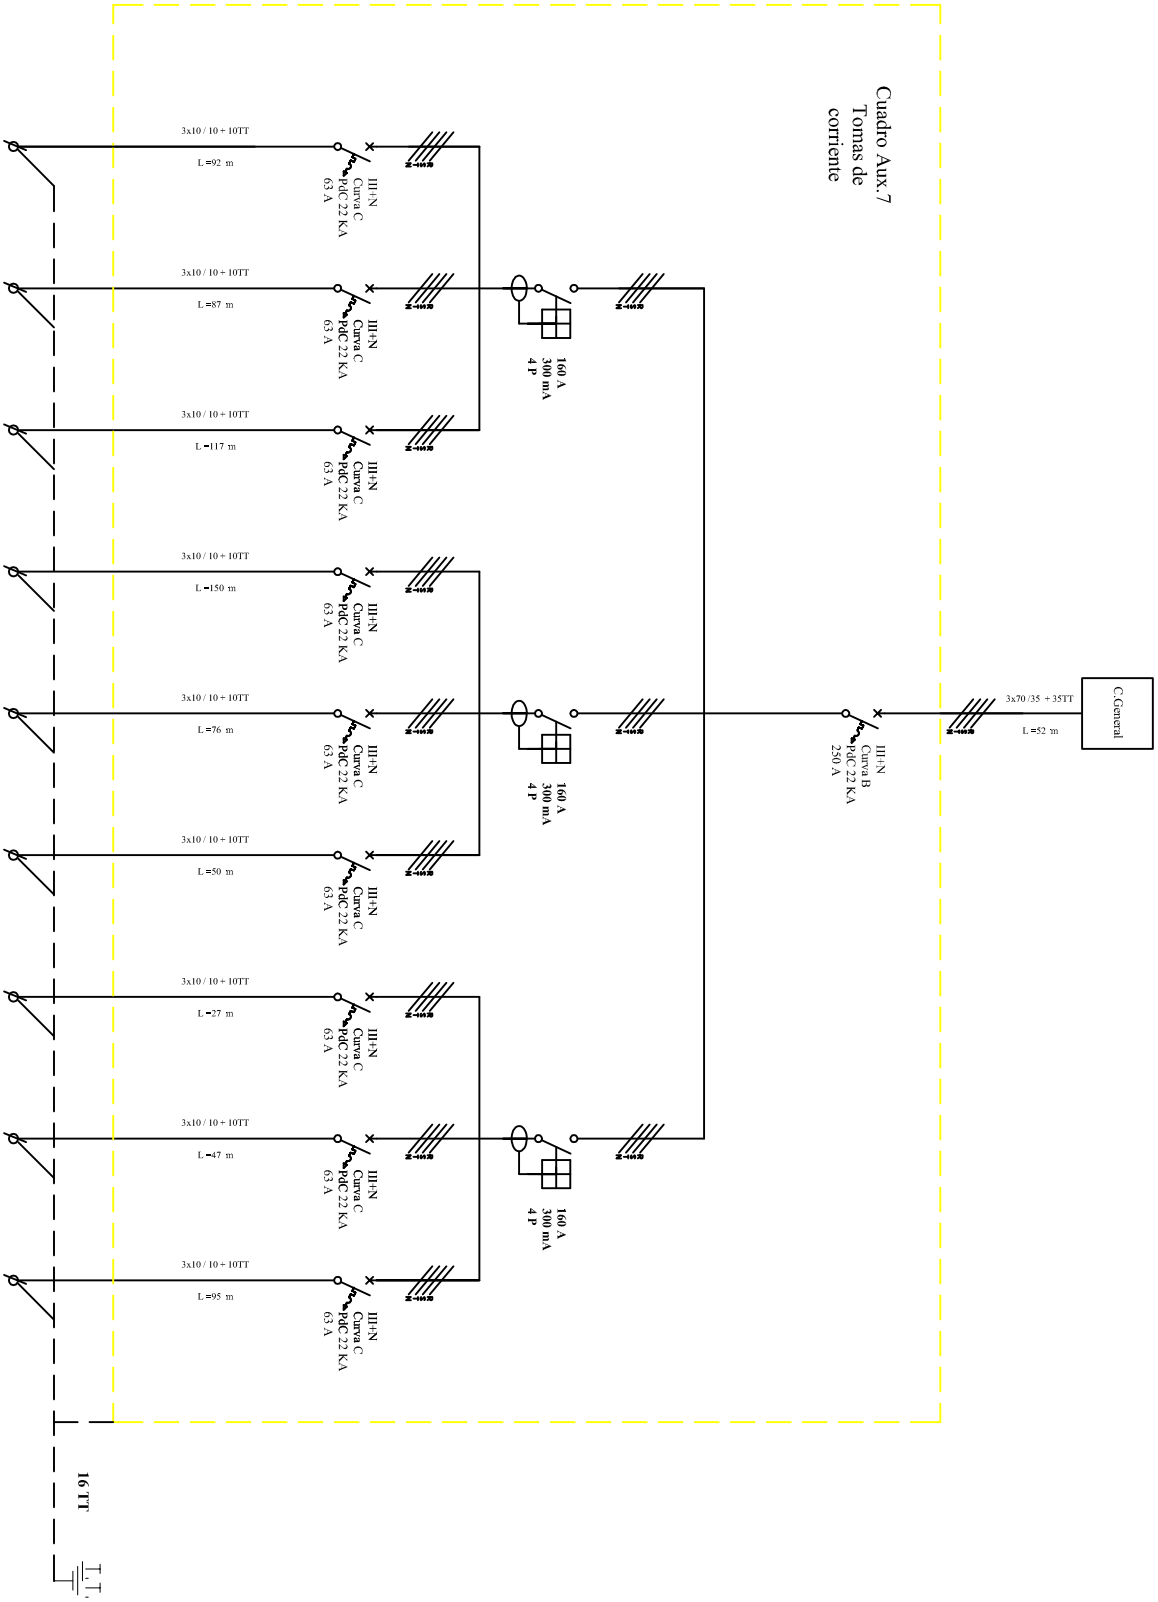 Cuadro Aux.7
Tomas de
corriente
C.General
3x70 /35 + 35TT
L =52 m
R S T N
III+N
Curva B
PdC 22 KA
250 A
R S T N
160 A
300 mA
4 P
R S T N
160 A
300 mA
4 P
R S T N
160 A
300 mA
4 P
R S T N
III+N
Curva C
PdC 22 KA
63 A
3x10 / 10 + 10TT
L =92 m
R S T N
III+N
Curva C
PdC 22 KA
63 A
3x10 / 10 + 10TT
L =87 m
R S T N
III+N
Curva C
PdC 22 KA
63 A
3x10 / 10 + 10TT
L =117 m
R S T N
III+N
Curva C
PdC 22 KA
63 A
3x10 / 10 + 10TT
L =150 m
R S T N
III+N
Curva C
PdC 22 KA
63 A
3x10 / 10 + 10TT
L =76 m
R S T N
III+N
Curva C
PdC 22 KA
63 A
3x10 / 10 + 10TT
L =50 m
R S T N
III+N
Curva C
PdC 22 KA
63 A
3x10 / 10 + 10TT
L =27 m
R S T N
III+N
Curva C
PdC 22 KA
63 A
3x10 / 10 + 10TT
L =47 m
R S T N
III+N
Curva C
PdC 22 KA
63 A
3x10 / 10 + 10TT
L =95 m
16 TT
T.T.